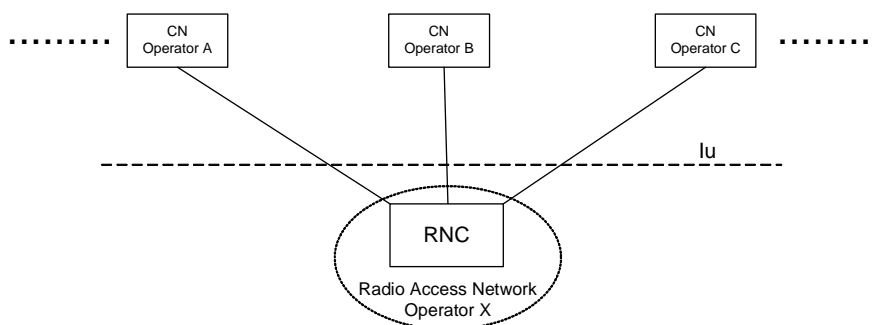 CN
Operator A
CN
Operator B
CN
Operator C
Iu
RNC
Radio Access Network
Operator X